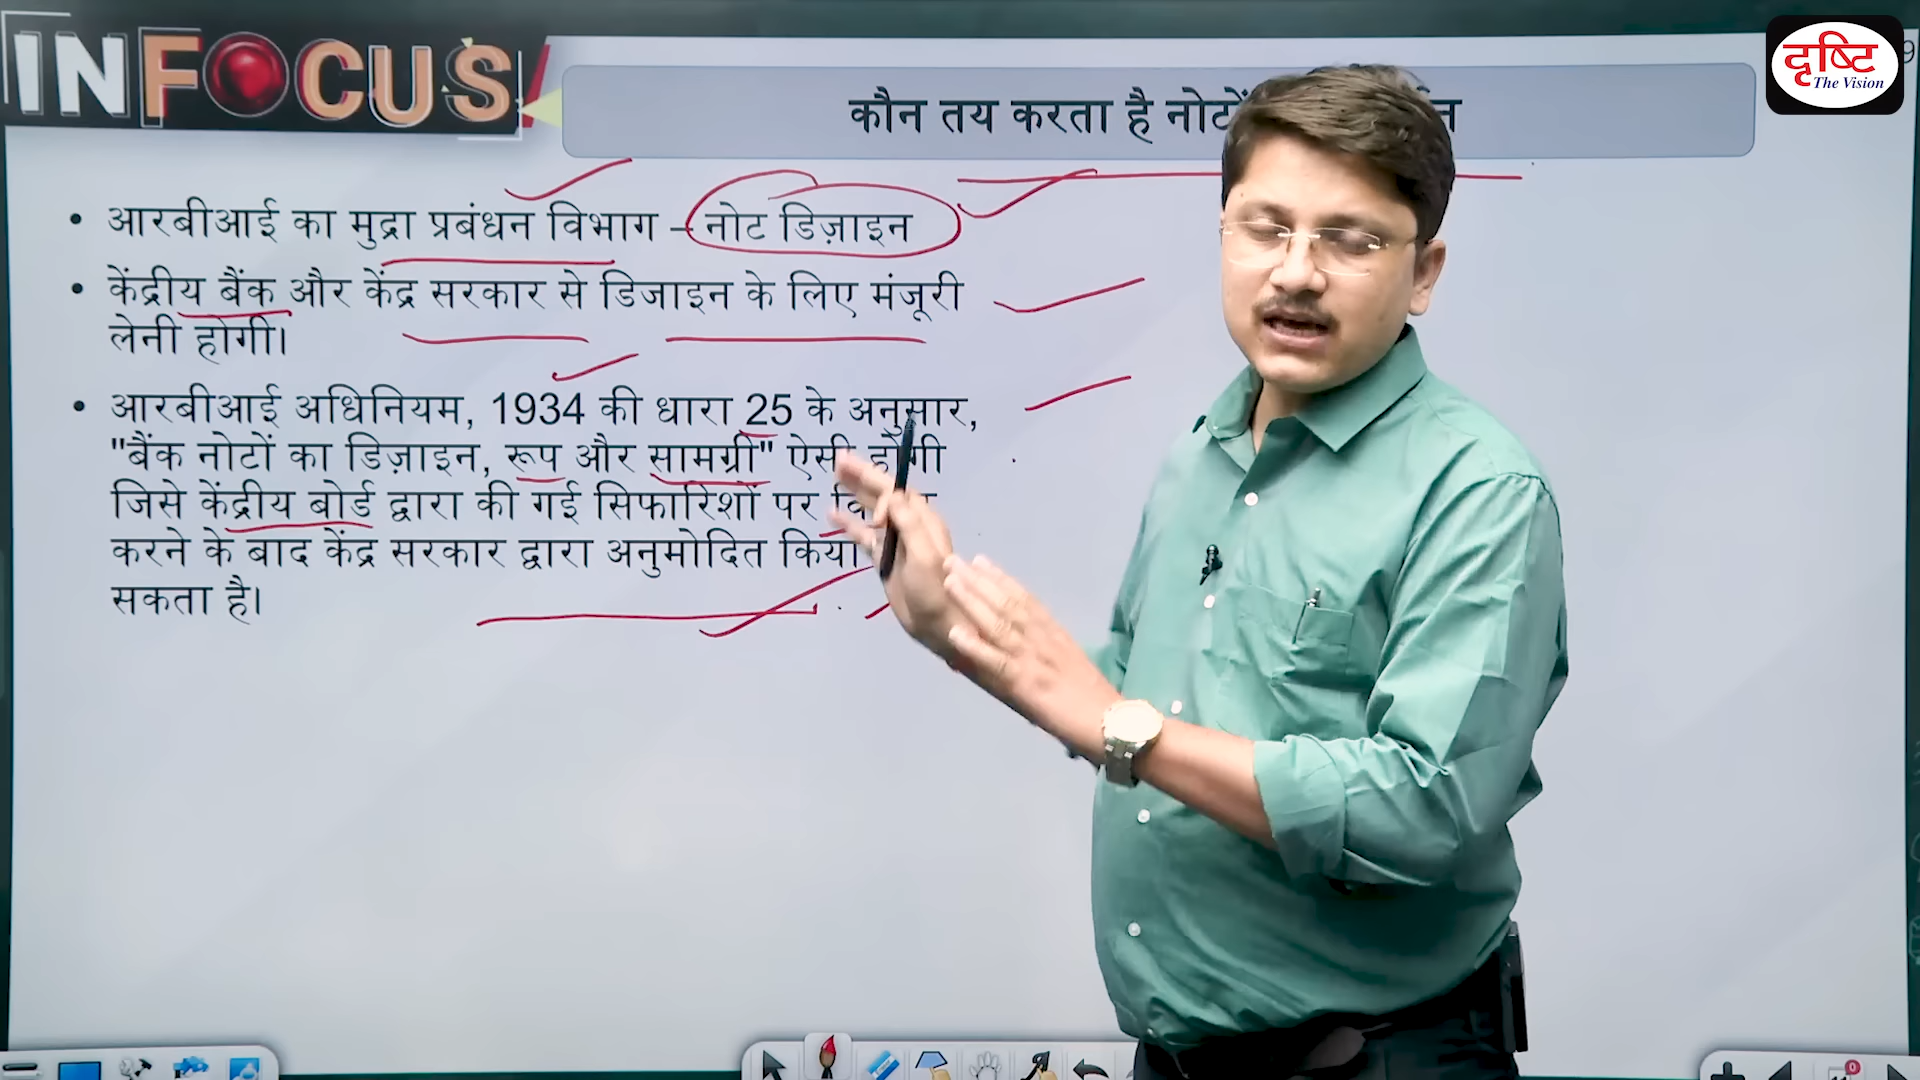 INFOCUS
कौन तय करता है नोटों
दृष्टि
The Vision
• आरबीआई का मुद्रा प्रबंधन विभाग – नोट डिज़ाइन
• केंद्रीय बैंक और केंद्र सरकार से डिजाइन के लिए मंजूरी
लेनी होगी।
• आरबीआई अधिनियम, 1934 की धारा 25 के अनुसार,
"बैंक नोटों का डिज़ाइन, रूप और सामग्री" ऐसी होगी
जिसे केंद्रीय बोर्ड द्वारा की गई सिफारिशों पर
करने के बाद केंद्र सरकार द्वारा अनुमोदित किया
सकता है।